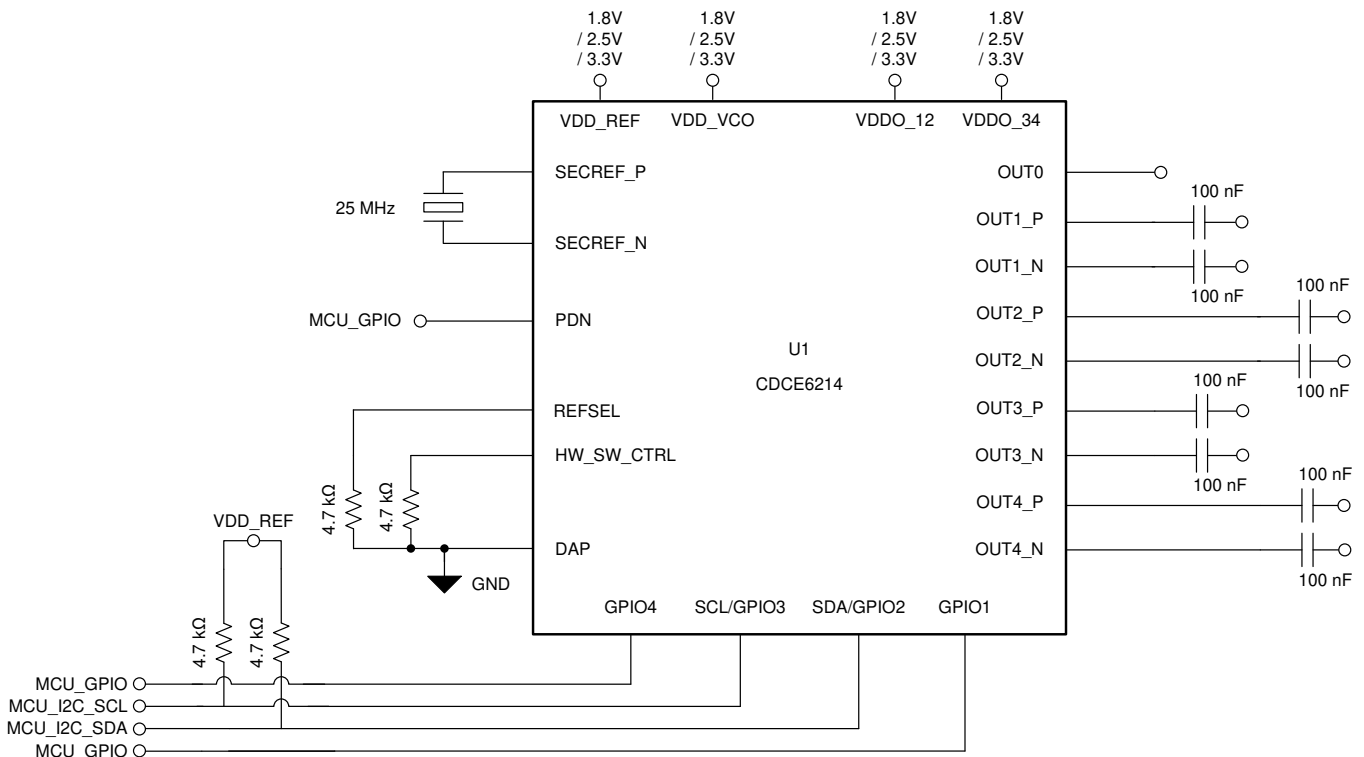 1.8V
/ 2.5V
/ 3.3V
1.8V
/ 2.5V
/ 3.3V
1.8V
/ 2.5V
/ 3.3V
1.8V
/ 2.5V
/ 3.3V
VDD_REF
VDD_VCO
VDDO_12
VDDO_34
SECREF_P
25 MHz
SECREF_N
MCU_GPIO
PDN
REFSEL
HW_SW_CTRL
4.7 kΩ
4.7 kΩ
DAP
GND
U1
CDCE6214
OUT0
100 nF
OUT1_P
OUT1_N
100 nF
100 nF
OUT2_P
OUT2_N
100 nF
100 nF
OUT3_P
OUT3_N
100 nF
100 nF
OUT4_P
OUT4_N
100 nF
GPIO4
SCL/GPIO3
SDA/GPIO2
GPIO1
VDD_REF
4.7 kΩ
4.7 kΩ
MCU_GPIO
MCU_I2C_SCL
MCU_I2C_SDA
MCU_GPIO